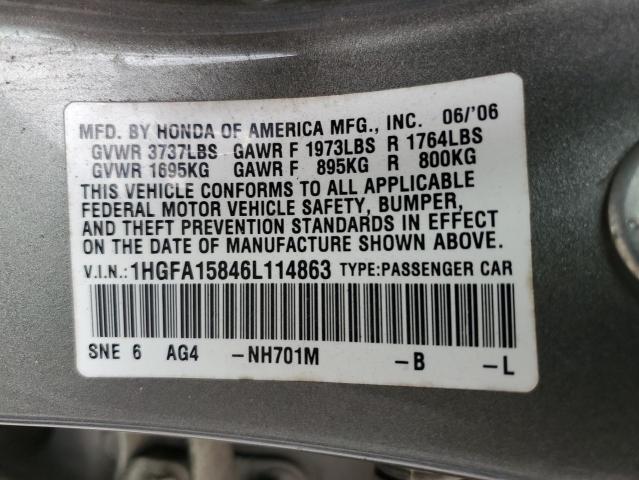 MFD. BY HONDA OF AMERICA MFG., INC. 06/'06
GVWR 3737LBS GAWR F 1973LBS R 1764LBS
GVWR 1695KG GAWR F 895KG R 800KG
THIS VEHICLE CONFORMS TO ALL APPLICABLE
FEDERAL MOTOR VEHICLE SAFETY, BUMPER,
AND THEFT PREVENTION STANDARDS IN EFFECT
ON THE DATE OF MANUFACTURE SHOWN ABOVE.
V.I.N.: 1HGFA15846L114863 TYPE:PASSENGER CAR
SNE 6 AG4 -NH701M -B -L